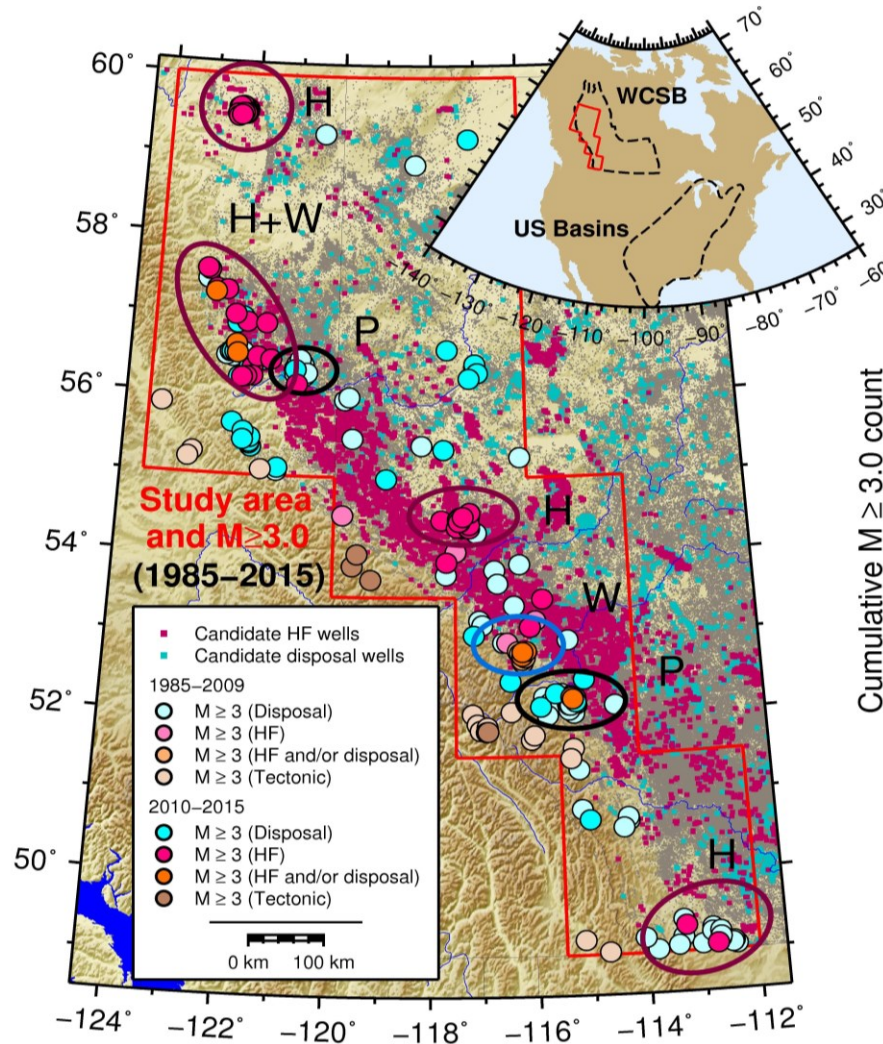 60°
58°
56°
54°
52°
50°
−124°
−122°
−120°
−118°
−116°
−114°
−112°
H
H+W
P
H
W
P
H
Study area
and M≥3.0
(1985−2015)
Candidate HF wells
Candidate disposal wells
1985−2009
M ≥ 3 (Disposal)
M ≥ 3 (HF)
M ≥ 3 (HF and/or disposal)
M ≥ 3 (Tectonic)
2010−2015
M ≥ 3 (Disposal)
M ≥ 3 (HF)
M ≥ 3 (HF and/or disposal)
M ≥ 3 (Tectonic)
0 km 100 km
WCSB
US Basins
70°
60°
50°
40°
30°
−140°
−130°
−120°
−110°
−100°
−90°
−80°
−70°
−60°
Cumulative M ≥ 3.0 count